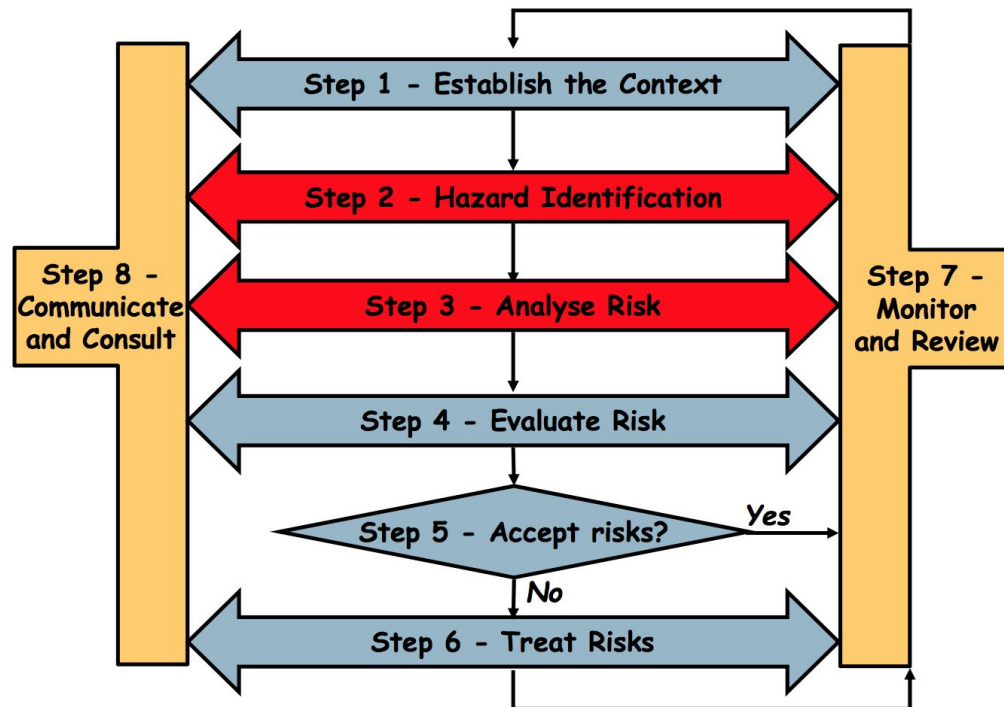 Step 1 - Establish the Context
Step 2 - Hazard Identification
Step 3 - Analyse Risk
Step 4 - Evaluate Risk
Step 5 - Accept risks?
Yes
No
Step 6 - Treat Risks
Step 8 -
Communicate
and Consult
Step 7 -
Monitor
and Review